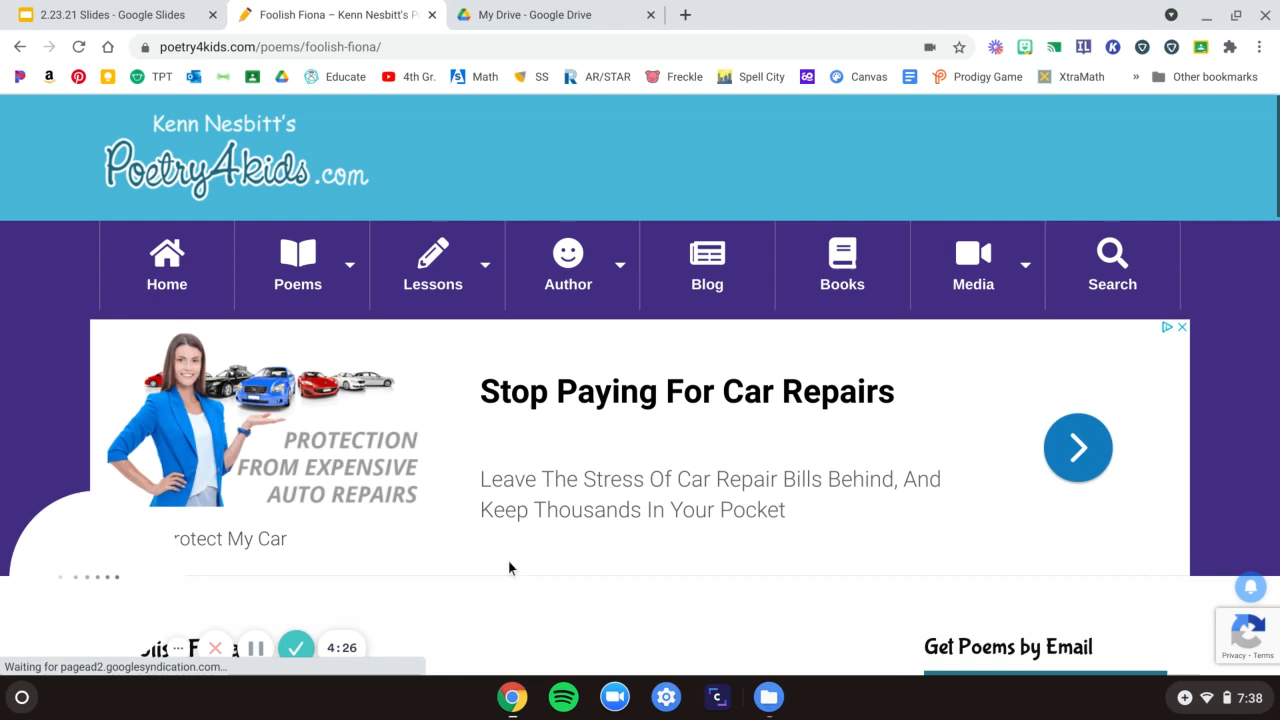 2.23.21 Slides - Google Slides
Foolish Fiona – Kenn Nesbitt's P
My Drive - Google Drive
poetry4kids.com/poems/foolish-fiona/
TPT
Educate
4th Gr.
Math
SS
AR/STAR
Freckle
Spell City
Canvas
Prodigy Game
XtraMath
»
Other bookmarks
Kenn Nesbitt's
Poetry4kids.com
Home
Poems
Lessons
Author
Blog
Books
Media
Search
Stop Paying For Car Repairs
PROTECTION
FROM EXPENSIVE
AUTO REPAIRS
Leave The Stress Of Car Repair Bills Behind, And
Keep Thousands In Your Pocket
rotect My Car
Get Poems by Email
4:26
Privacy - Terms
Waiting for pagead2.googlesyndication.com...
7:38